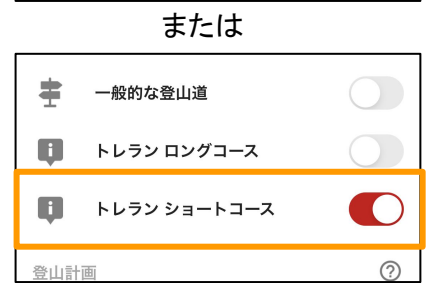 または
一般的な登山道
トレラン ロングコース
トレラン ショートコース
登山計画